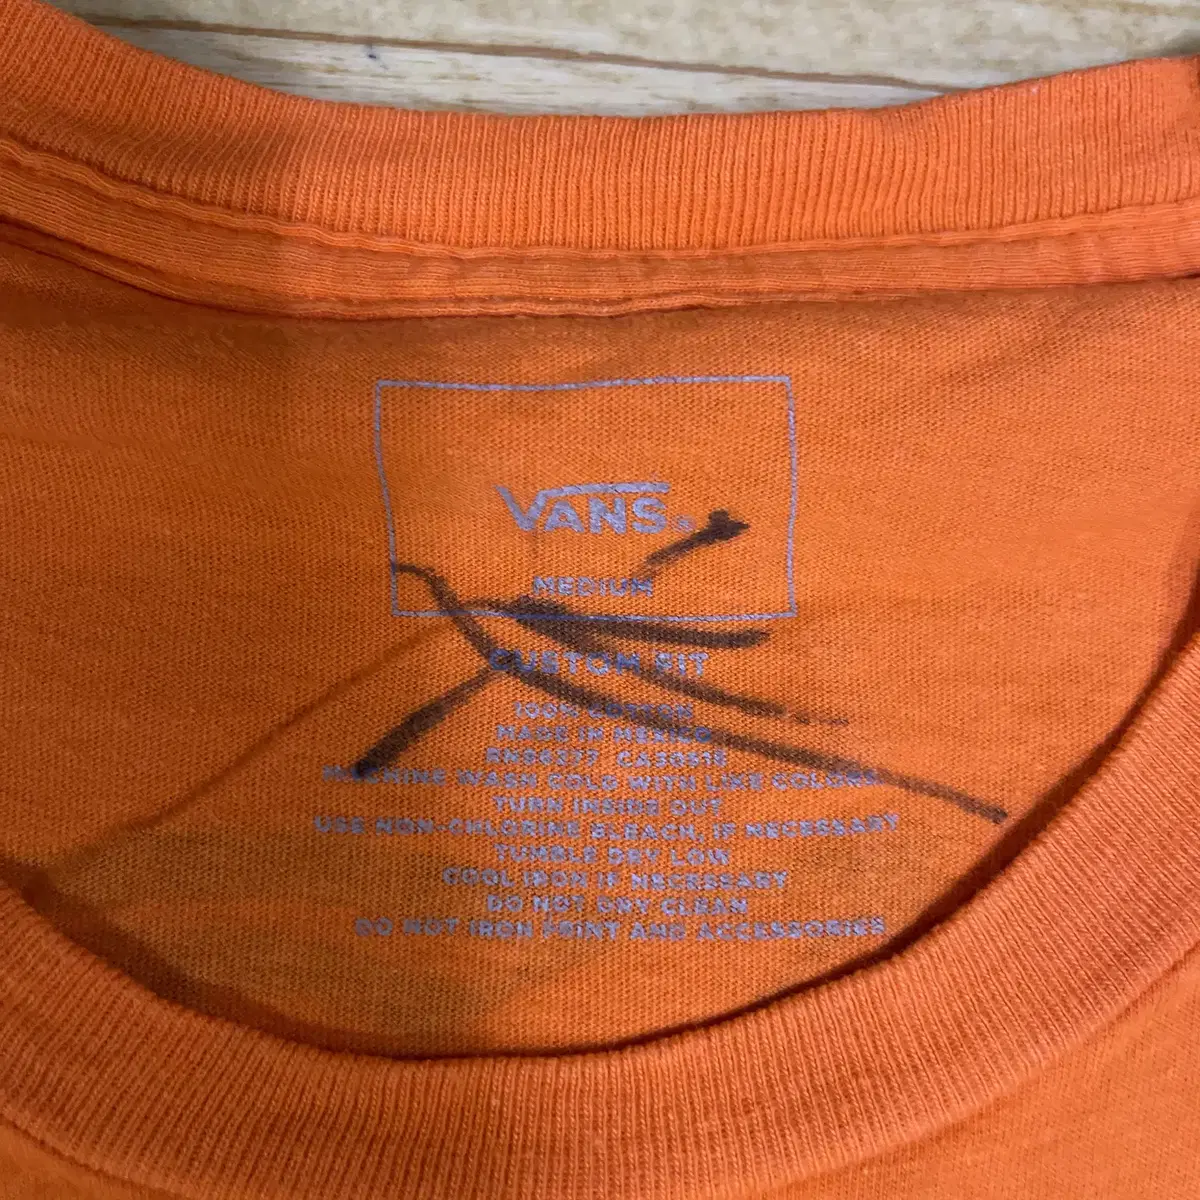 VANS®
MEDIUM
CUSTOM FIT
100% COTTON
MADE IN MEXICO
RN96277 CA30516
MACHINE WASH COLD WITH LIKE COLORS
TURN INSIDE OUT
USE NON-CHLORINE BLEACH, IF NECESSARY
TUMBLE DRY LOW
COOL IRON IF NECESSARY
DO NOT DRY CLEAN
DO NOT IRON PRINT AND ACCESSORIES